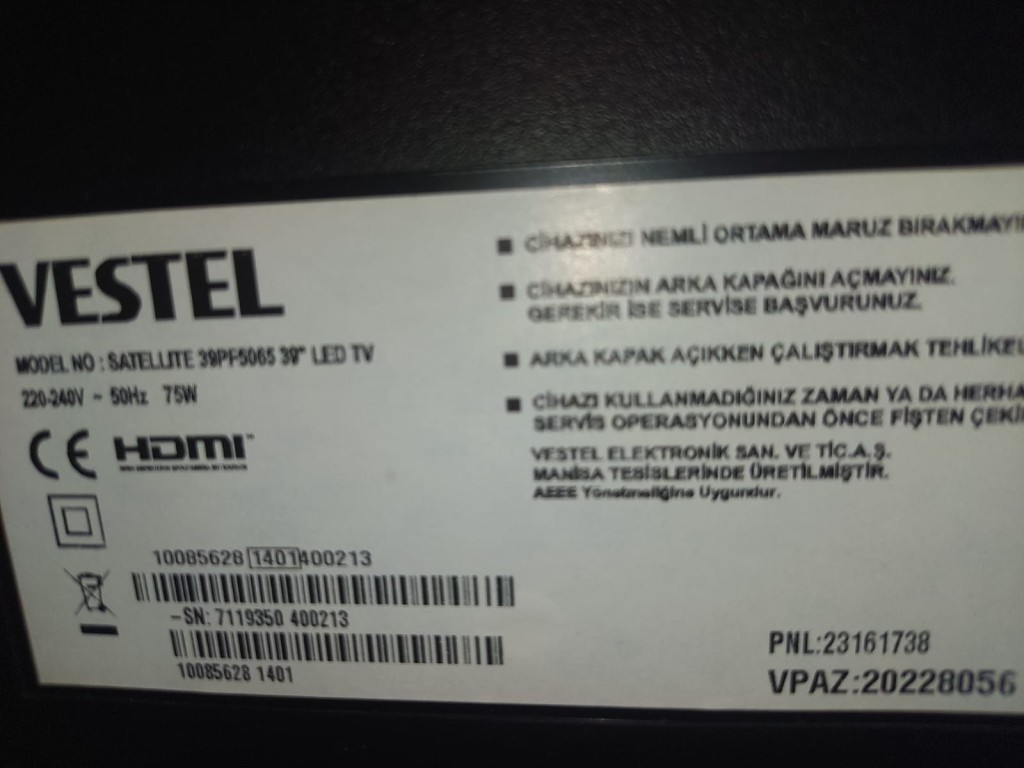 VESTEL
MODEL NO : SATELLITE 39PF5065 39" LED TV
220-240V ~ 50Hz 75W
CE HDMI
10085628 1401400213
-SN: 7119350 400213
10085628 1401
■ CİHAZINIZI NEMLİ ORTAMA MARUZ BIRAKMAYI
■ CİHAZINIZIN ARKA KAPAĞINI AÇMAYINIZ.
GEREKİR İSE SERVİSE BAŞVURUNUZ.
■ ARKA KAPAK AÇIKKEN ÇALIŞTIRMAK TEHLİKEL
■ CİHAZI KULLANMADIĞINIZ ZAMAN YA DA HERHA
SERVİS OPERASYONUNDAN ÖNCE FİŞTEN ÇEKİ
VESTEL ELEKTRONİK SAN. VE TİC.A.Ş.
MANİSA TESİSLERİNDE ÜRETİLMİŞTİR.
AEEE Yönetmeliğine Uygundur.
PNL:23161738
VPAZ:20228056